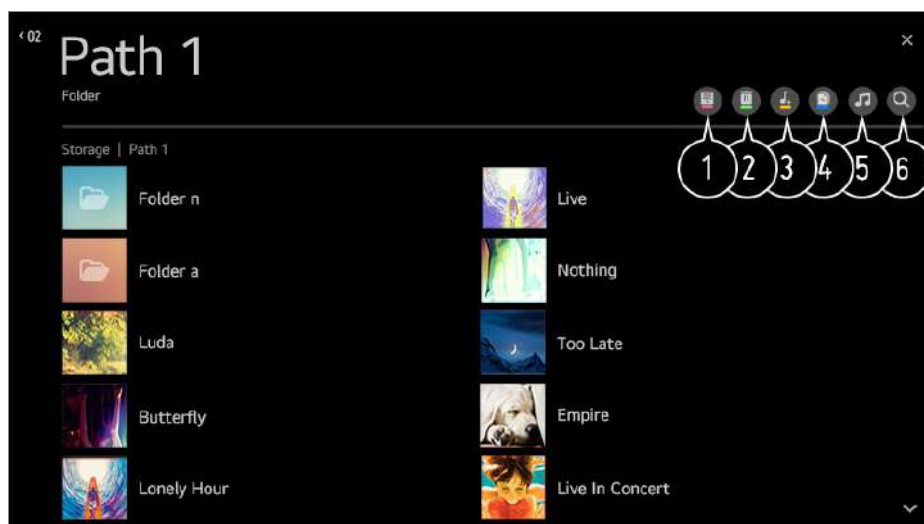 ‹ 02
Path 1
Folder
×
1 2 3 4 5 6
Storage | Path 1
Folder n
Live
Folder a
Nothing
Luda
Too Late
Butterfly
Empire
Lonely Hour
Live In Concert